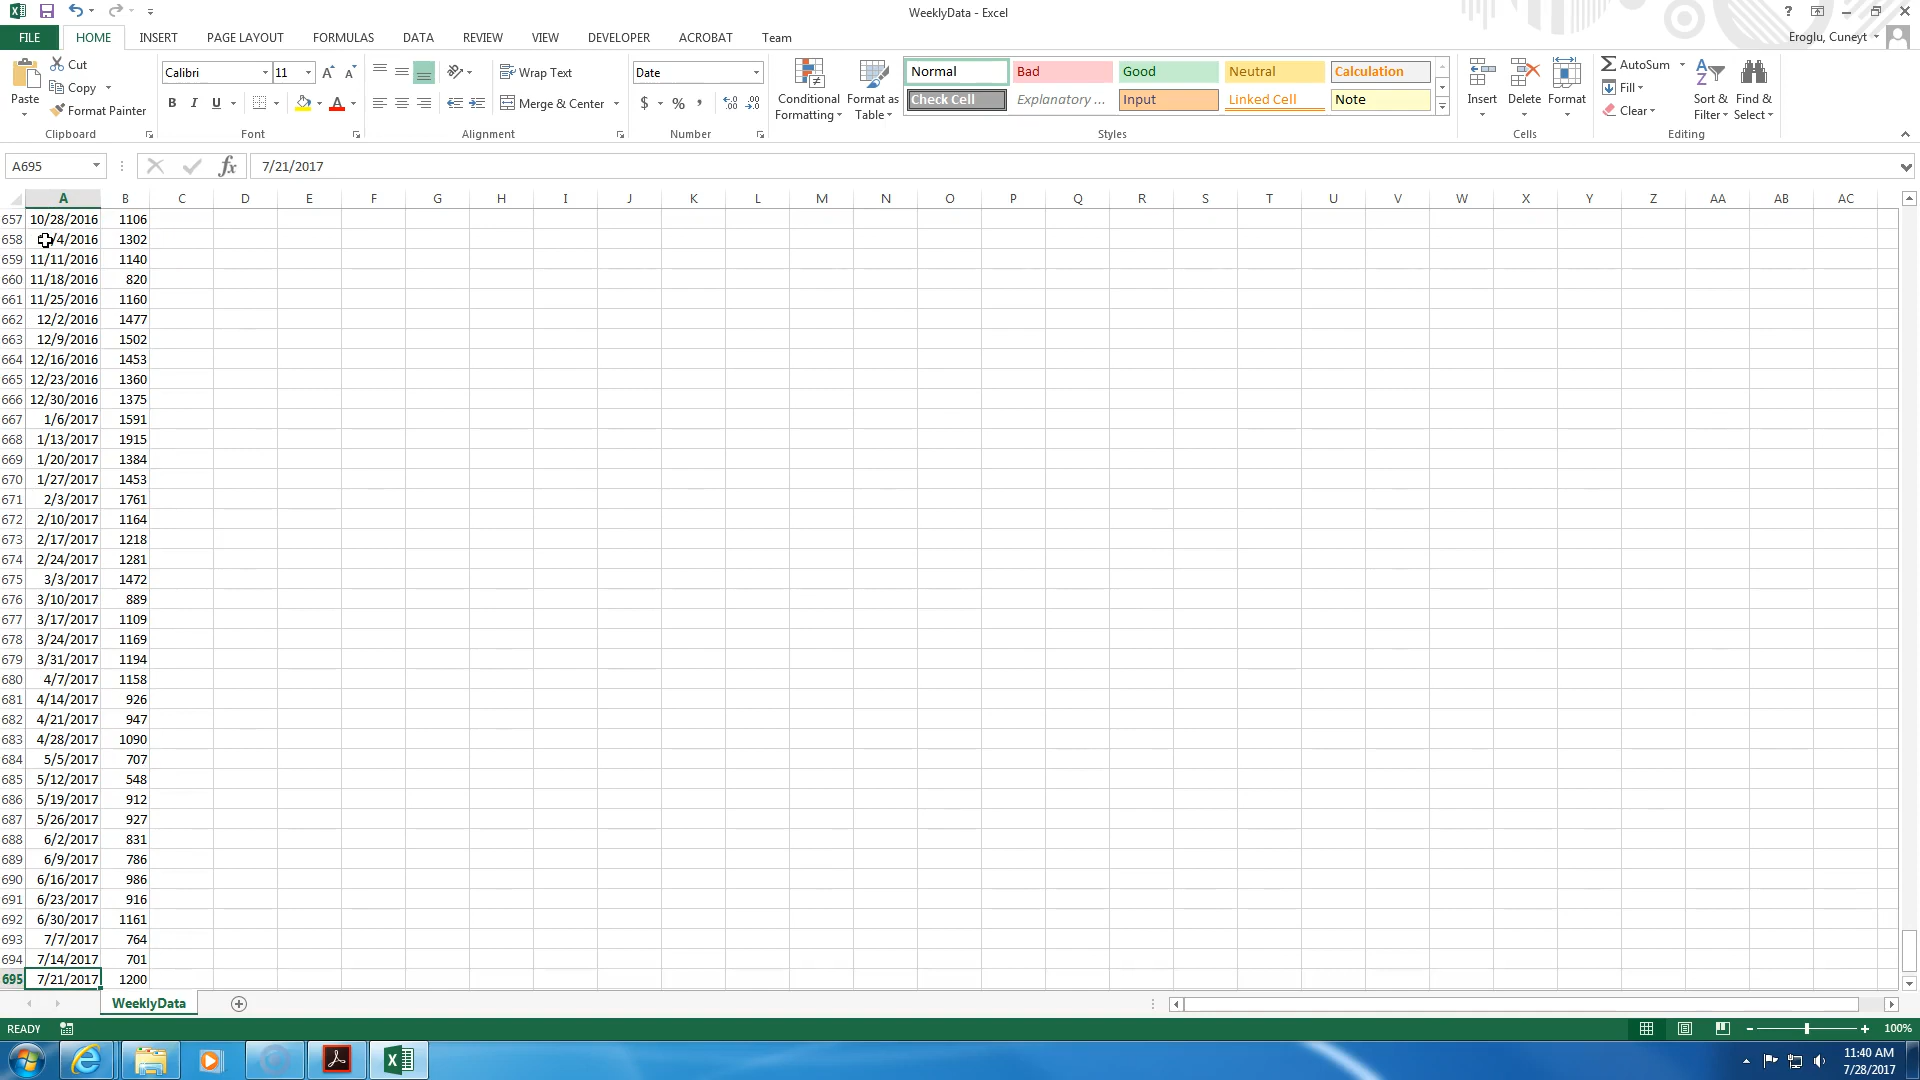 WeeklyData - Excel
?
FILE HOME INSERT PAGE LAYOUT FORMULAS DATA REVIEW VIEW DEVELOPER ACROBAT Team
Eroglu, Cuneyt
Paste
Cut
Copy
Format Painter
Clipboard
Calibri 11
B I U
Font
Wrap Text
Merge & Center
Alignment
Date
$ % ,
Number
Conditional Formatting
Format as Table
Normal Bad Good Neutral Calculation
Check Cell Explanatory ... Input Linked Cell Note
Styles
Insert Delete Format
Cells
AutoSum
Fill
Clear
Sort & Filter
Find & Select
Editing
A695
fx
7/21/2017
A B C D E F G H I J K L M N O P Q R S T U V W X Y Z AA AB AC
657 10/28/2016 1106
658 /4/2016 1302
659 11/11/2016 1140
660 11/18/2016 820
661 11/25/2016 1160
662 12/2/2016 1477
663 12/9/2016 1502
664 12/16/2016 1453
665 12/23/2016 1360
666 12/30/2016 1375
667 1/6/2017 1591
668 1/13/2017 1915
669 1/20/2017 1384
670 1/27/2017 1453
671 2/3/2017 1761
672 2/10/2017 1164
673 2/17/2017 1218
674 2/24/2017 1281
675 3/3/2017 1472
676 3/10/2017 889
677 3/17/2017 1109
678 3/24/2017 1169
679 3/31/2017 1194
680 4/7/2017 1158
681 4/14/2017 926
682 4/21/2017 947
683 4/28/2017 1090
684 5/5/2017 707
685 5/12/2017 548
686 5/19/2017 912
687 5/26/2017 927
688 6/2/2017 831
689 6/9/2017 786
690 6/16/2017 986
691 6/23/2017 916
692 6/30/2017 1161
693 7/7/2017 764
694 7/14/2017 701
695 7/21/2017 1200
WeeklyData
READY
100%
11:40 AM
7/28/2017